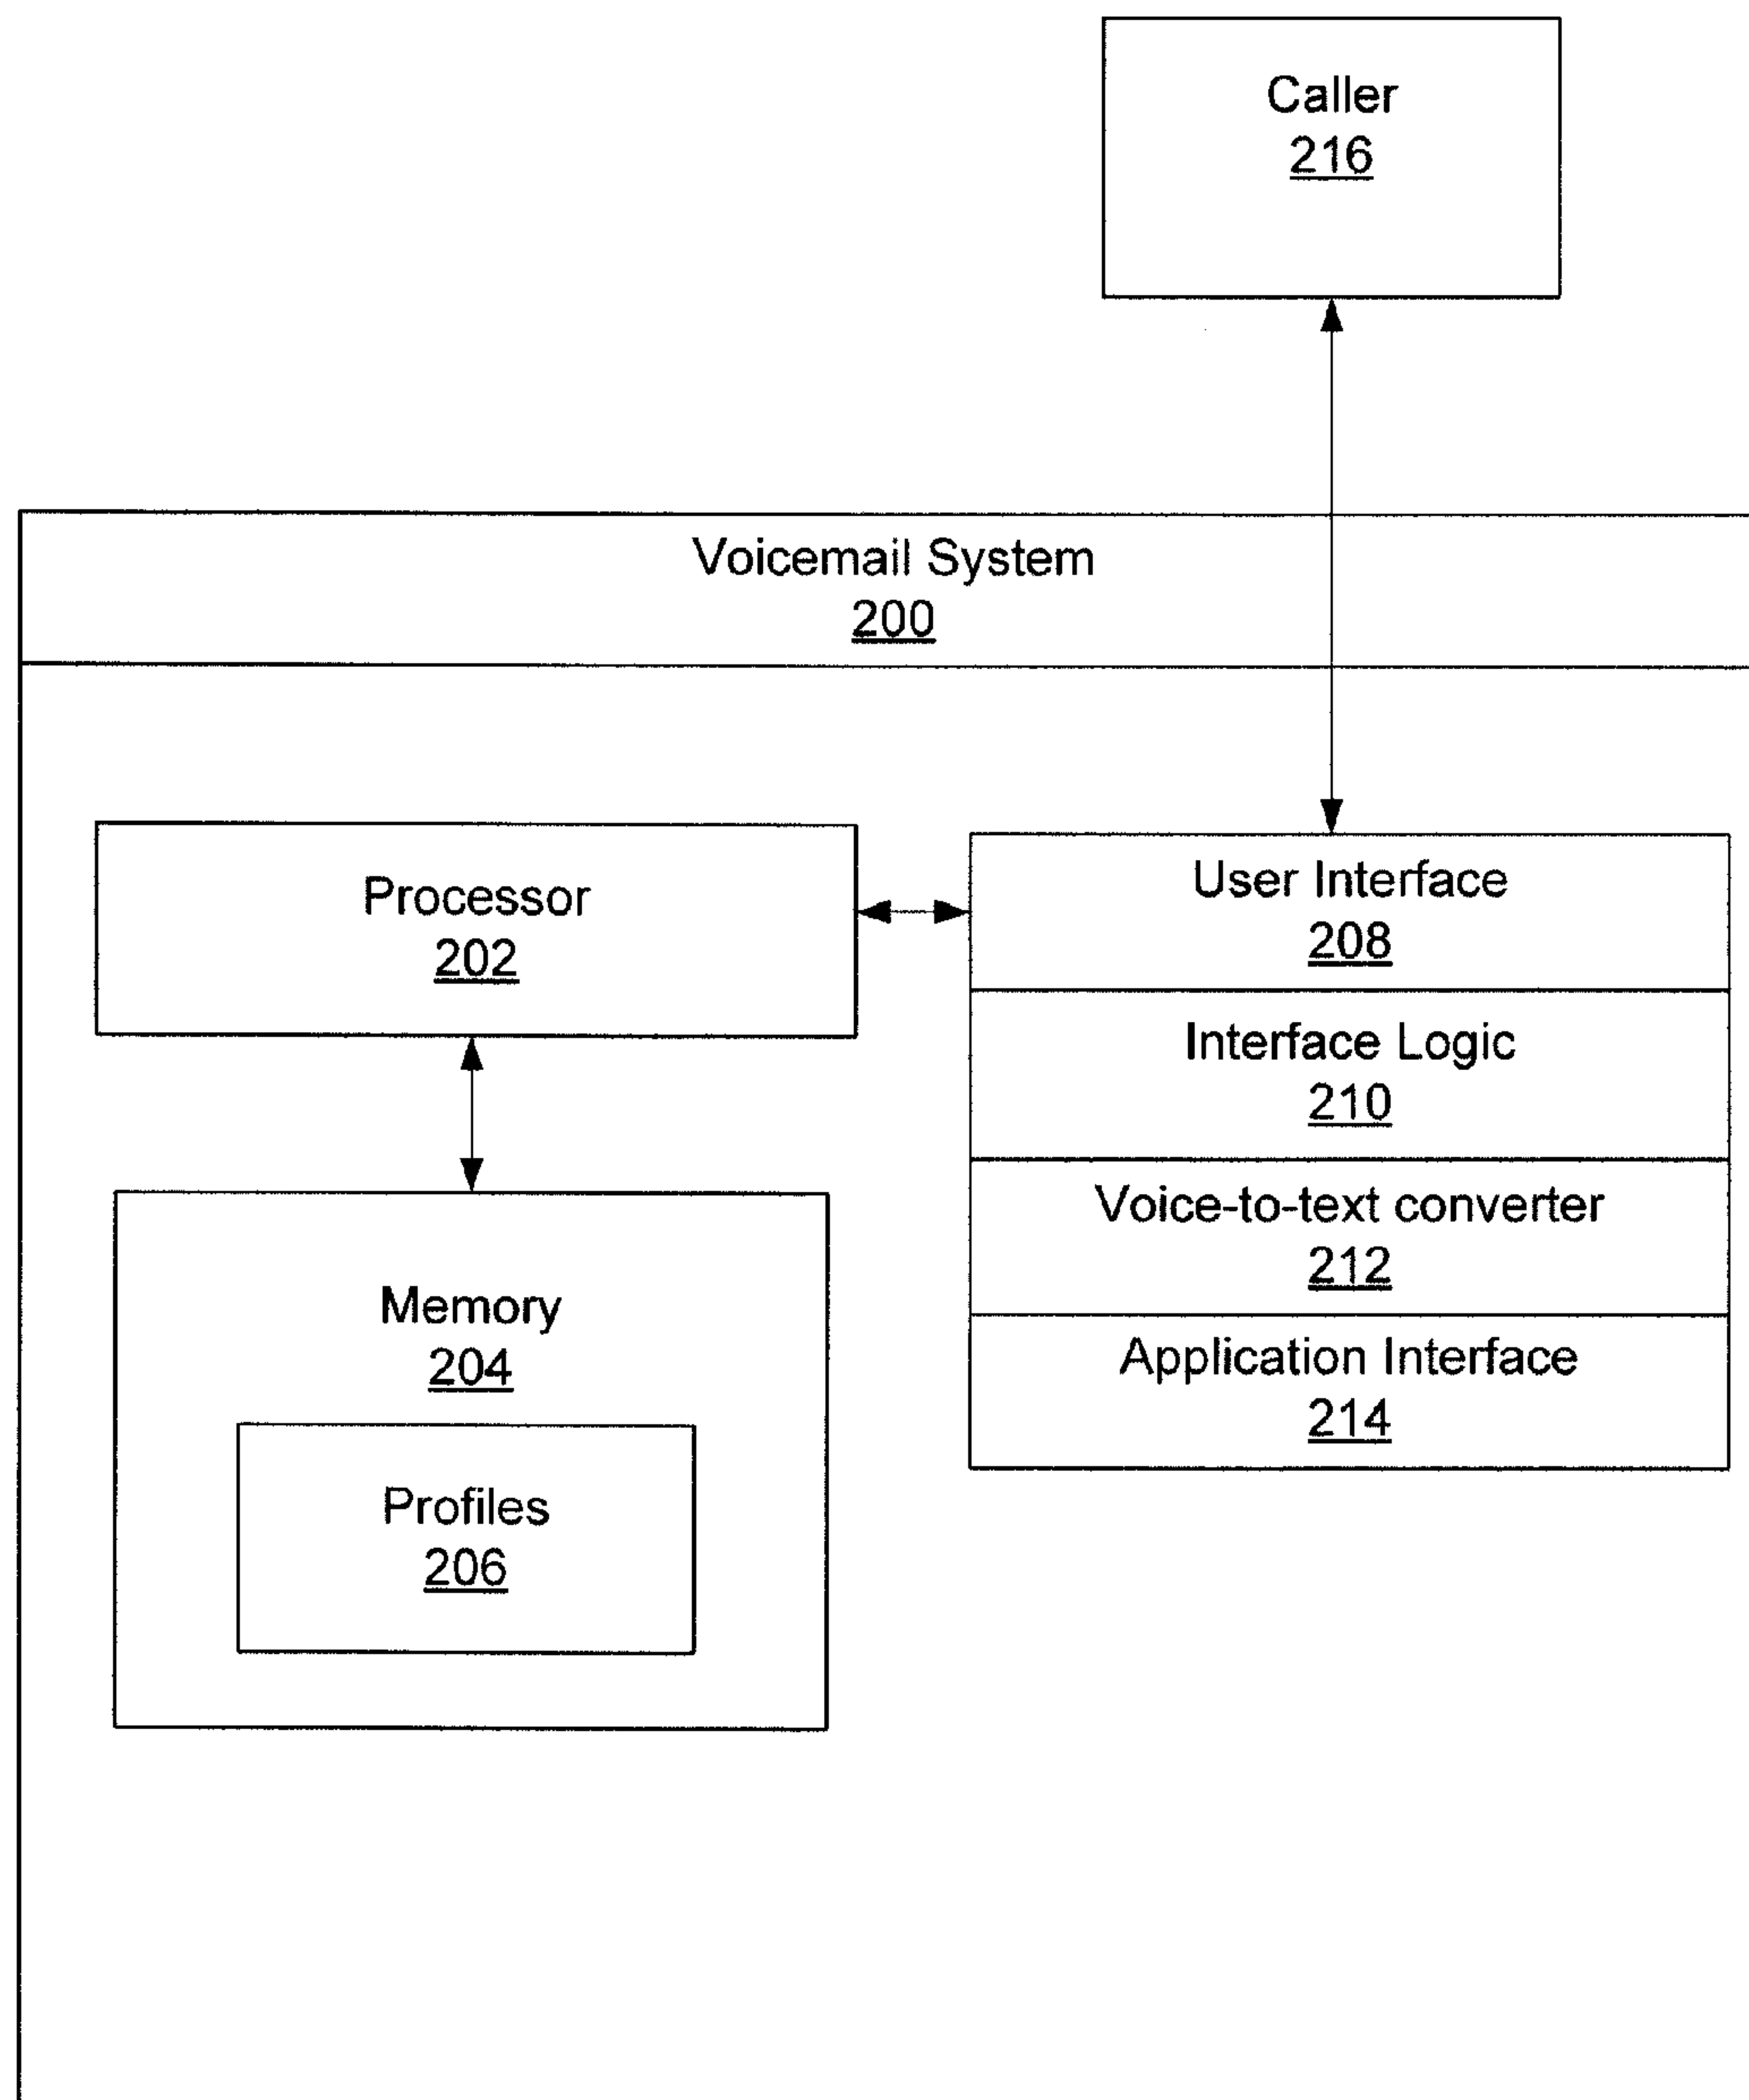 Caller
216
Voicemail System
200
Processor
202
User Interface
208
Interface Logic
210
Voice-to-text converter
212
Application Interface
214
Memory
204
Profiles
206